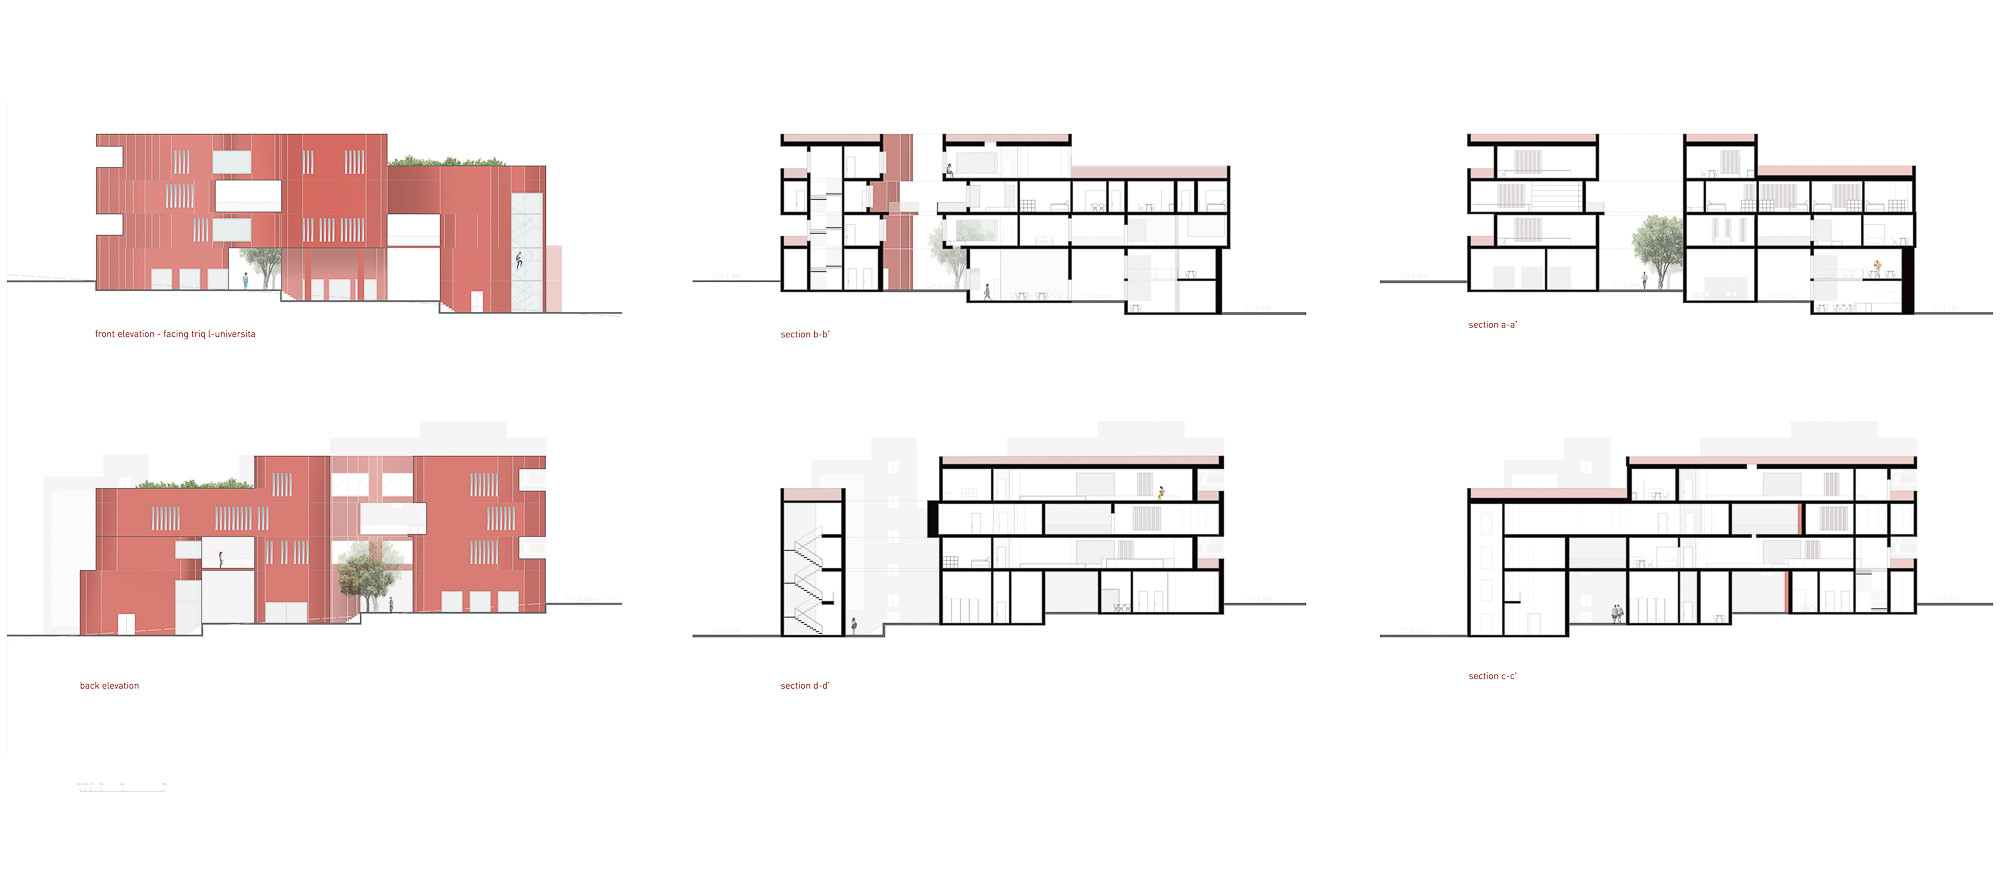 front elevation - facing triq l-universita
section b-b'
section a-a'
back elevation
section d-d'
section c-c'